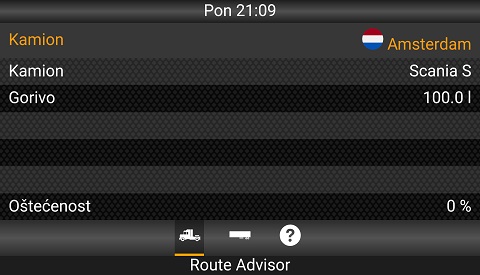 Pon 21:09
Kamion Amsterdam
Kamion Scania S
Gorivo 100.0 l
Oštećenost 0 %
?
Route Advisor